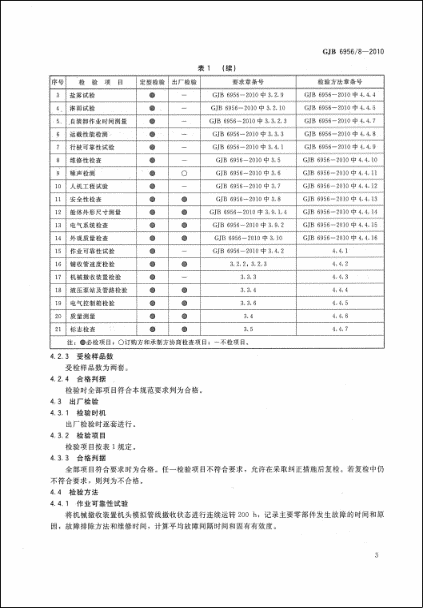 GJB 6956/8—2010
表 1 (续)
序号 检 验 项 目 定型检验 出厂检验 要求章条号 检验方法章条号
3 盐雾试验 ● — GJB 6956—2010 中 3.2.9 GJB 6956—2010 中 4.4.4
4 淋雨试验 ● — GJB 6956—2010 中 3.2.10 GJB 6956—2010 中 4.4.5
5 自装卸作业时间测量 ● — GJB 6956—2010 中 3.3.2.3 GJB 6956—2010 中 4.4.7
6 运载性能检测 ● — GJB 6956—2010 中 3.3.3 GJB 6956—2010 中 4.4.8
7 行驶可靠性试验 ● — GJB 6956—2010 中 3.4.1 GJB 6956—2010 中 4.4.9
8 维修性检查 ● — GJB 6956—2010 中 3.5 GJB 6956—2010 中 4.4.10
9 噪声检测 ● ○ GJB 6956—2010 中 3.6 GJB 6956—2010 中 4.4.11
10 人机工程试验 ● — GJB 6956—2010 中 3.7 GJB 6956—2010 中 4.4.12
11 安全性检查 ● ● GJB 6956—2010 中 3.8 GJB 6956—2010 中 4.4.13
12 舱体外形尺寸测量 ● ● GJB 6956—2010 中 3.9.1.4 GJB 6956—2010 中 4.4.14
13 电气系统检查 ● ● GJB 6956—2010 中 3.9.2 GJB 6956—2010 中 4.4.15
14 外观质量检查 ● ● GJB 6956—2010 中 3.10 GJB 6956—2010 中 4.4.16
15 作业可靠性试验 ● — GJB 6956—2010 中 3.4.2 4.4.1
16 辅收管速度检验 ● ● 3.2.2, 3.2.3 4.4.2
17 机械撤收装置检验 ● — 3.3.3 4.4.3
18 液压泵站及管路检验 ● ● 3.3.4 4.4.4
19 电气控制箱检验 ● ● 3.3.6 4.4.5
20 质量测量 ● ● 3.4 4.4.6
21 标志检查 ● ● 3.5 4.4.7
注:●必检项目;○订购方和承制方协商检查项目;—不检项目。
4.2.3 受检样品数
受检样品数为两套。
4.2.4 合格判据
检验时全部项目符合本规范要求判为合格。
4.3 出厂检验
4.3.1 检验时机
出厂检验时逐套进行。
4.3.2 检验项目
检验项目按表 1 规定。
4.3.3 合格判据
全部项目符合要求时为合格。任一检验项目不符合要求,允许在采取纠正措施后复检。若复检中仍
不符合要求,则判为不合格。
4.4 检验方法
4.4.1 作业可靠性试验
将机械撤收装置机头模拟管线撤收状态进行连续运转 200 h,记录主要零部件发生故障的时间和原
因,故障排除方法和维修时间,计算平均故障间隔时间和固有有效度。
3